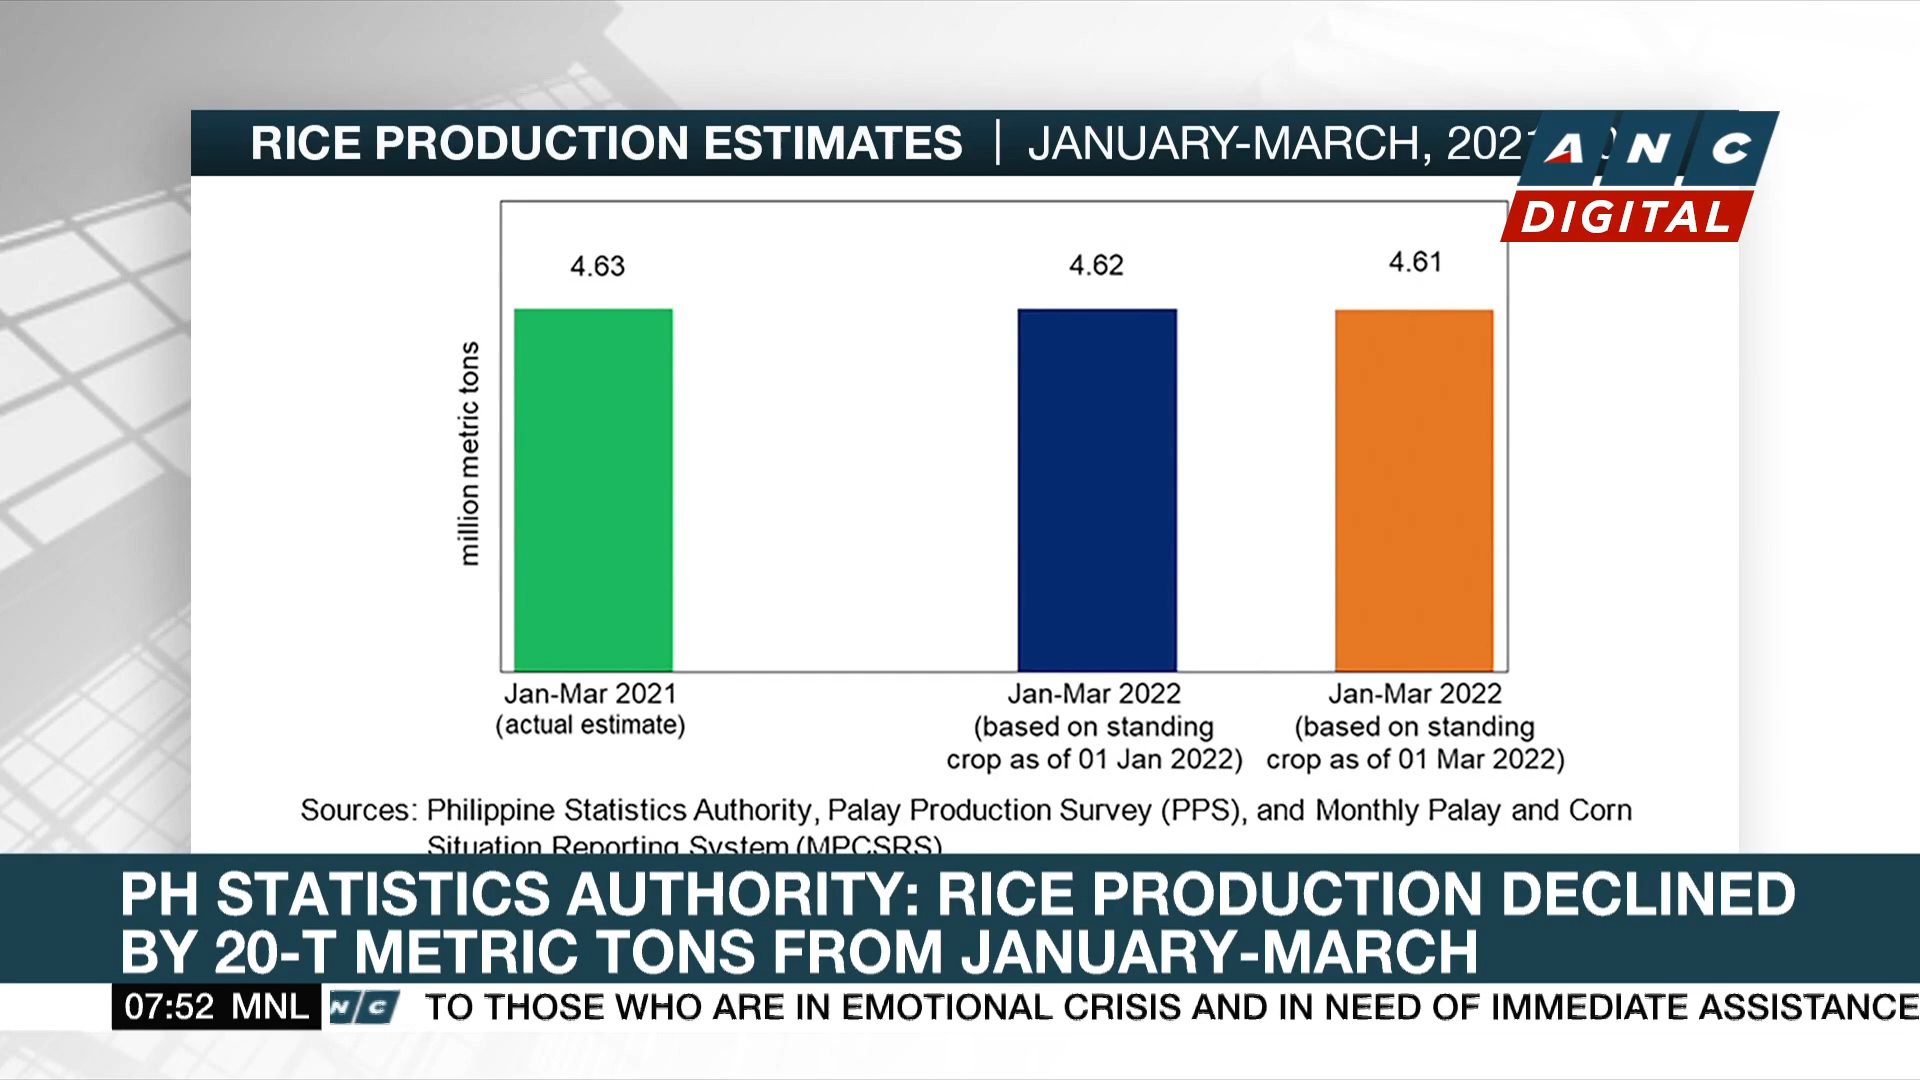 RICE PRODUCTION ESTIMATES | JANUARY-MARCH, 2021
ANC
DIGITAL
4.63
4.62
4.61
million metric tons
Jan-Mar 2021
(actual estimate)
Jan-Mar 2022
(based on standing
crop as of 01 Jan 2022)
Jan-Mar 2022
(based on standing
crop as of 01 Mar 2022)
Sources: Philippine Statistics Authority, Palay Production Survey (PPS), and Monthly Palay and Corn
Situation Reporting System (MPCSRS)
PH STATISTICS AUTHORITY: RICE PRODUCTION DECLINED
BY 20-T METRIC TONS FROM JANUARY-MARCH
07:52 MNL
NC
TO THOSE WHO ARE IN EMOTIONAL CRISIS AND IN NEED OF IMMEDIATE ASSISTANCE